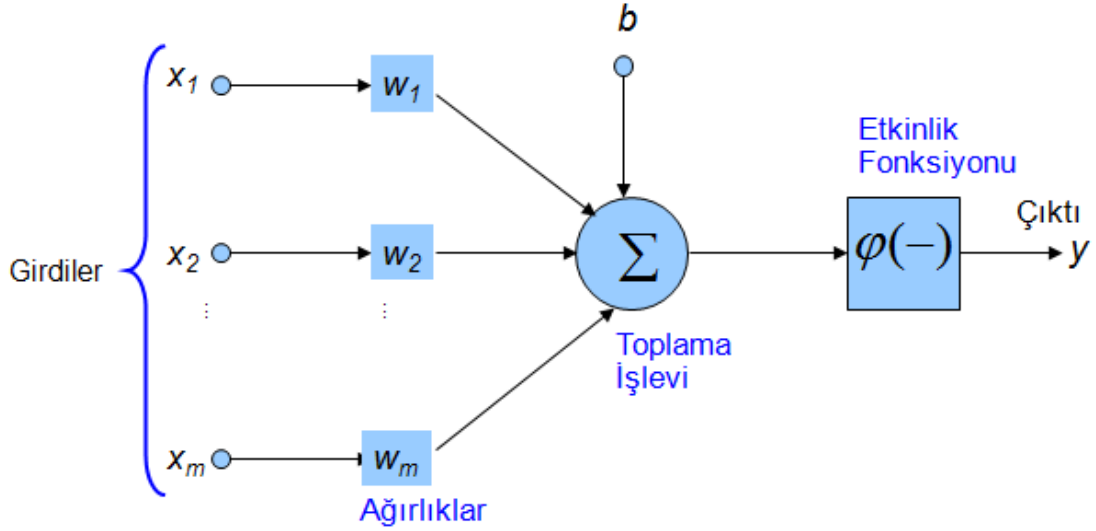 b
x1
w1
Etkinlik
Fonksiyonu
Girdiler
x2
w2
∑
φ(−)
Çıktı
y
⋮
⋮
Toplama
İşlevi
xm
wm
Ağırlıklar